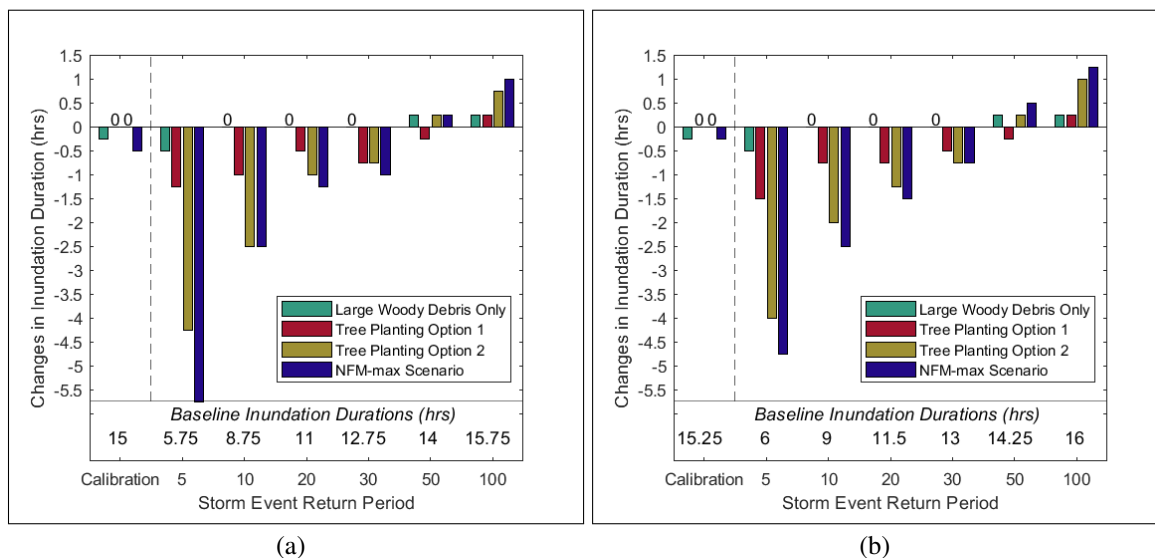 1.5
1
0.5
0
-0.5
-1
-1.5
-2
-2.5
-3
-3.5
-4
-4.5
-5
-5.5
Changes in Inundation Duration (hrs)
0 0 0 0 0
Large Woody Debris Only
Tree Planting Option 1
Tree Planting Option 2
NFM-max Scenario
Baseline Inundation Durations (hrs)
15 5.75 8.75 11 12.75 14 15.75
Calibration 5 10 20 30 50 100
Storm Event Return Period
(a)
1.5
1
0.5
0
-0.5
-1
-1.5
-2
-2.5
-3
-3.5
-4
-4.5
-5
-5.5
Changes in Inundation Duration (hrs)
0 0 0 0 0
Large Woody Debris Only
Tree Planting Option 1
Tree Planting Option 2
NFM-max Scenario
Baseline Inundation Durations (hrs)
15.25 6 9 11.5 13 14.25 16
Calibration 5 10 20 30 50 100
Storm Event Return Period
(b)